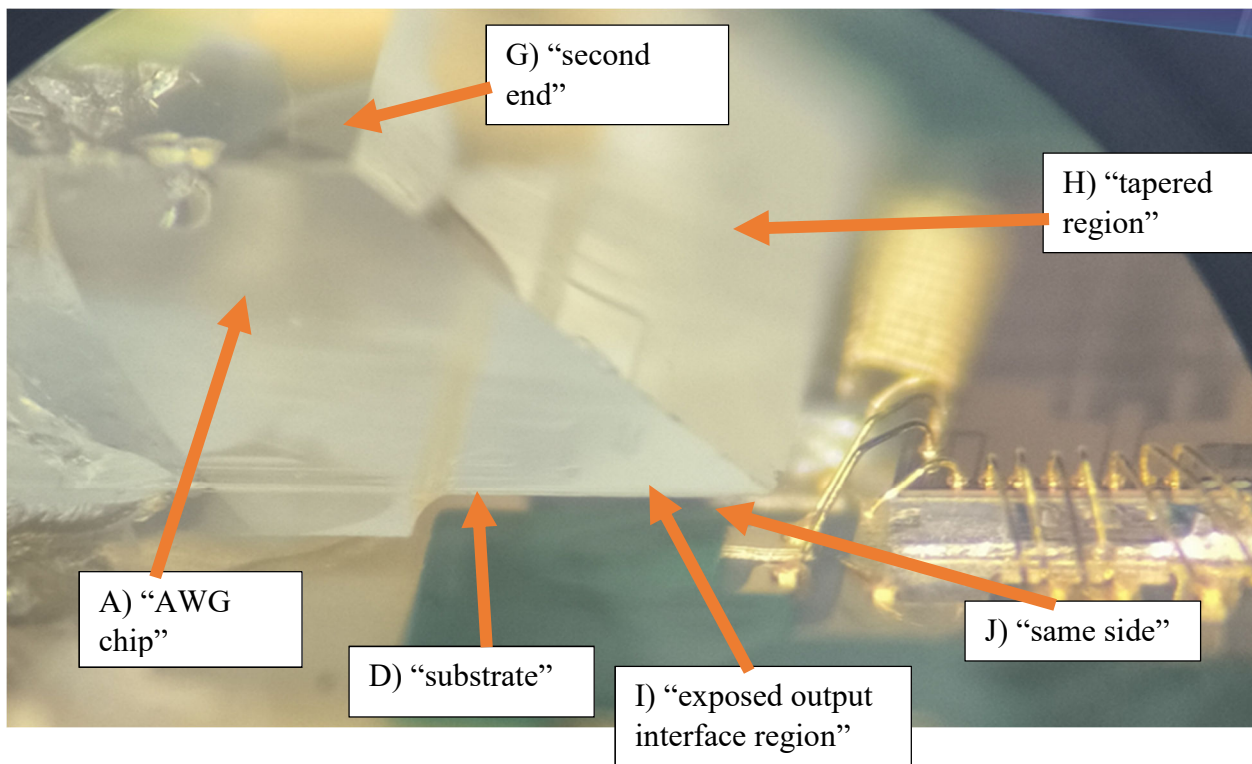 G) “second
end”
H) “tapered
region”
A) “AWG
chip”
D) “substrate”
I) “exposed output
interface region”
J) “same side”